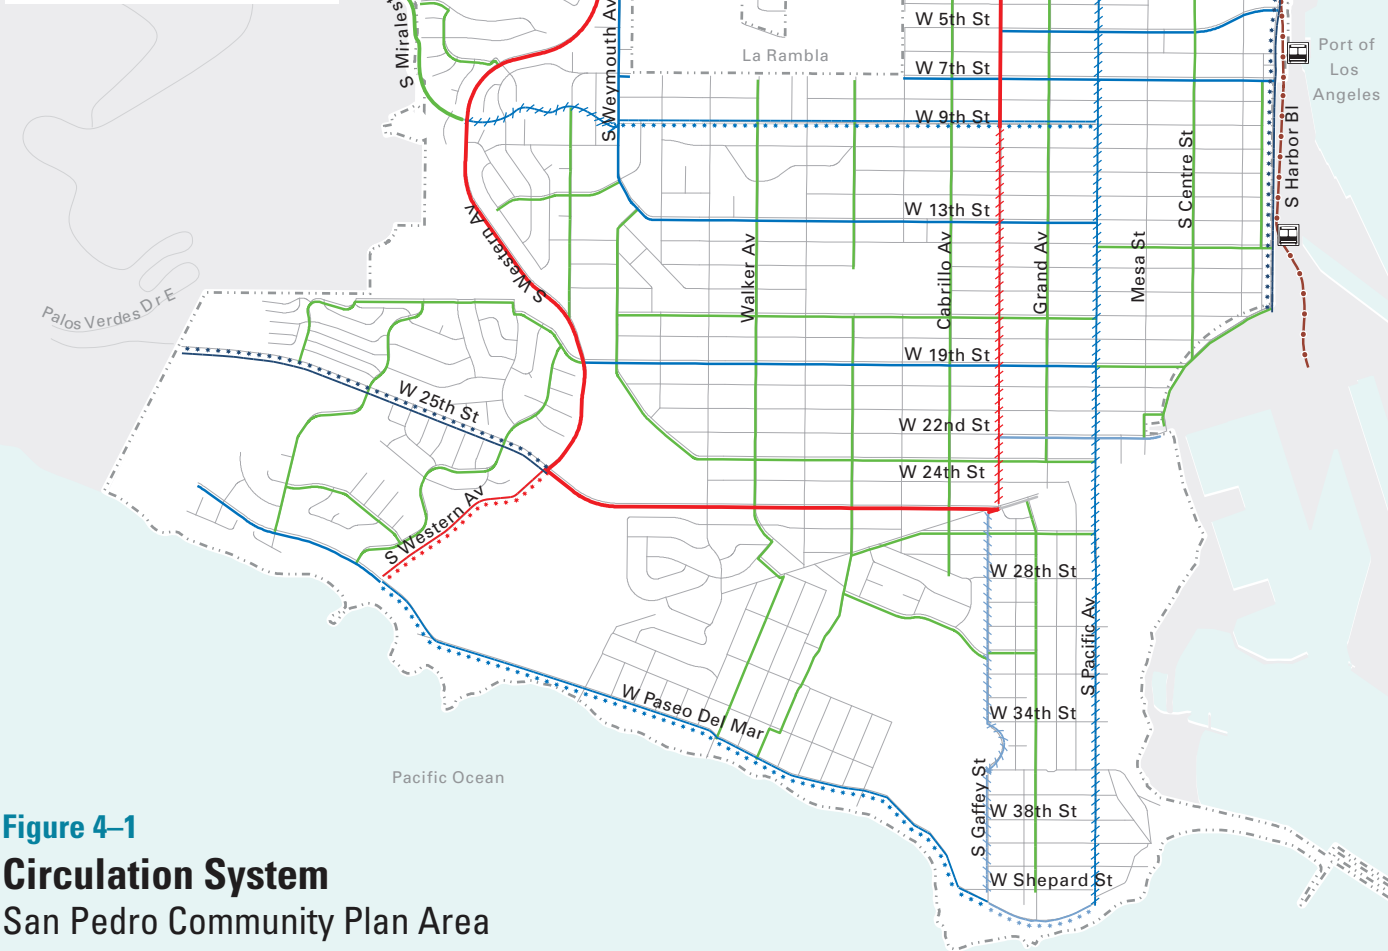 S Mirales
S Weymouth Av
La Rambla
W 5th St
W 7th St
W 9th St
Port of
Los
Angeles
S Harbor Bl
S Centre St
W 13th St
S Western Av
Walker Av
Cabrillo Av
Grand Av
Mesa St
Palos Verdes Dr E
W 19th St
W 25th St
W 22nd St
W 24th St
S Western Av
W 28th St
S Pacific Av
W Paseo Del Mar
W 34th St
Pacific Ocean
S Gaffey St
W 38th St
W Shepard St
Figure 4–1
Circulation System
San Pedro Community Plan Area